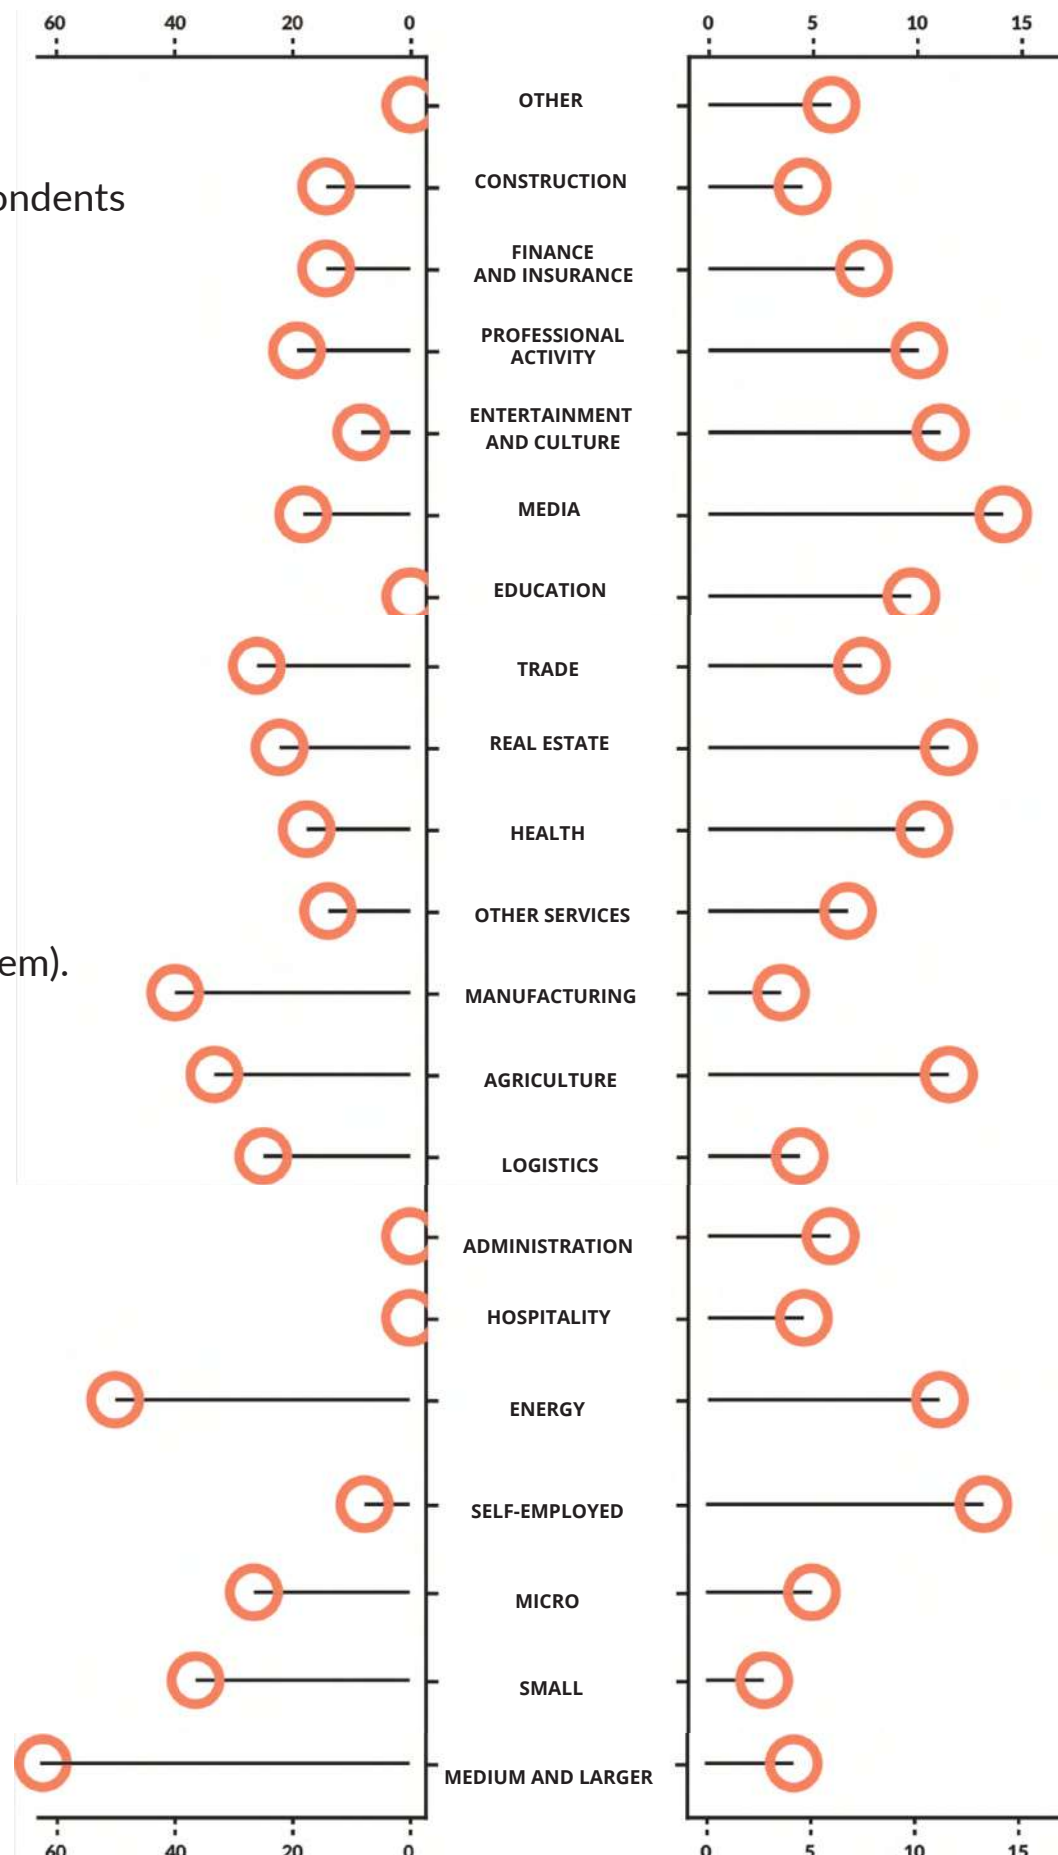 60 40 20 0 0 5 10 15
OTHER
CONSTRUCTION
ondents
FINANCE
AND INSURANCE
PROFESSIONAL
ACTIVITY
ENTERTAINMENT
AND CULTURE
MEDIA
EDUCATION
TRADE
REAL ESTATE
HEALTH
OTHER SERVICES
em).
MANUFACTURING
AGRICULTURE
LOGISTICS
ADMINISTRATION
HOSPITALITY
ENERGY
SELF-EMPLOYED
MICRO
SMALL
MEDIUM AND LARGER
60 40 20 0 0 5 10 15